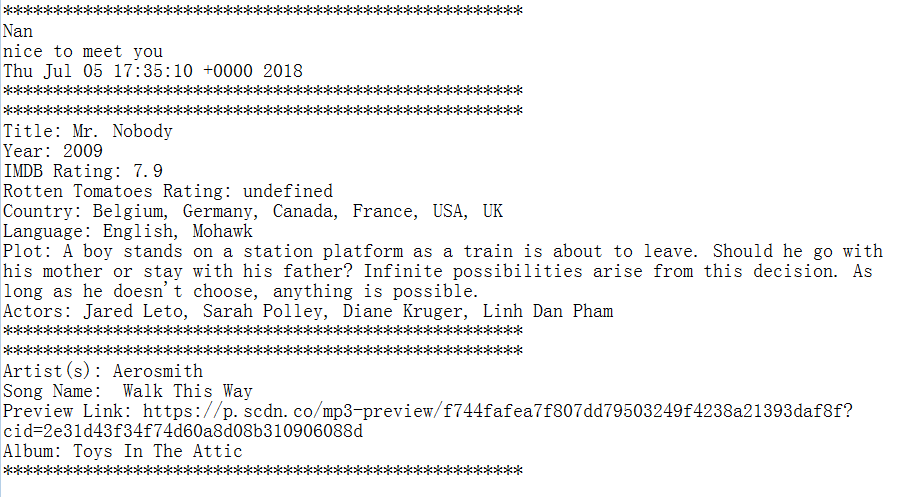 ****************************************************
Nan
nice to meet you
Thu Jul 05 17:35:10 +0000 2018
****************************************************
****************************************************
Title: Mr. Nobody
Year: 2009
IMDB Rating: 7.9
Rotten Tomatoes Rating: undefined
Country: Belgium, Germany, Canada, France, USA, UK
Language: English, Mohawk
Plot: A boy stands on a station platform as a train is about to leave. Should he go with
his mother or stay with his father? Infinite possibilities arise from this decision. As
long as he doesn't choose, anything is possible.
Actors: Jared Leto, Sarah Polley, Diane Kruger, Linh Dan Pham
****************************************************
****************************************************
Artist(s): Aerosmith
Song Name:  Walk This Way
Preview Link: https://p.scdn.co/mp3-preview/f744fafea7f807dd79503249f4238a21393daf8f?
cid=2e31d43f34f74d60a8d08b310906088d
Album: Toys In The Attic
****************************************************